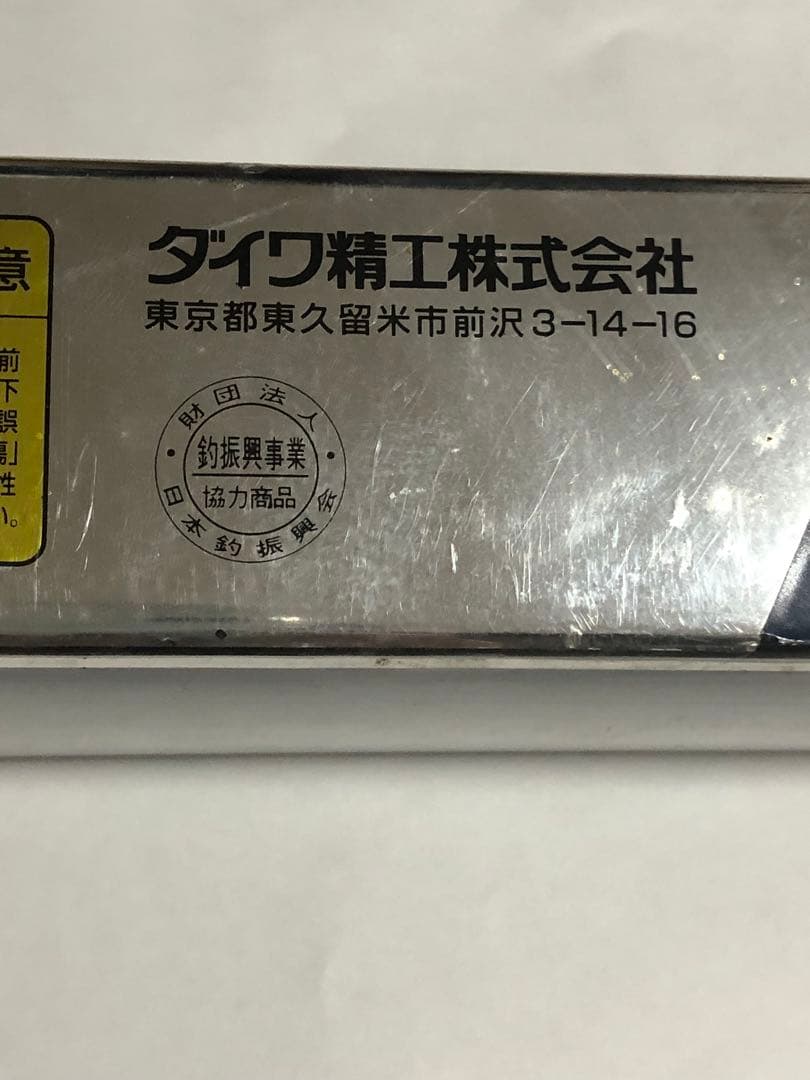 意
前
下
誤
傷」
性
い。
ダイワ精工株式会社
東京都東久留米市前沢3-14-16
財団法人
釣振興事業
協力商品
日本釣振興会